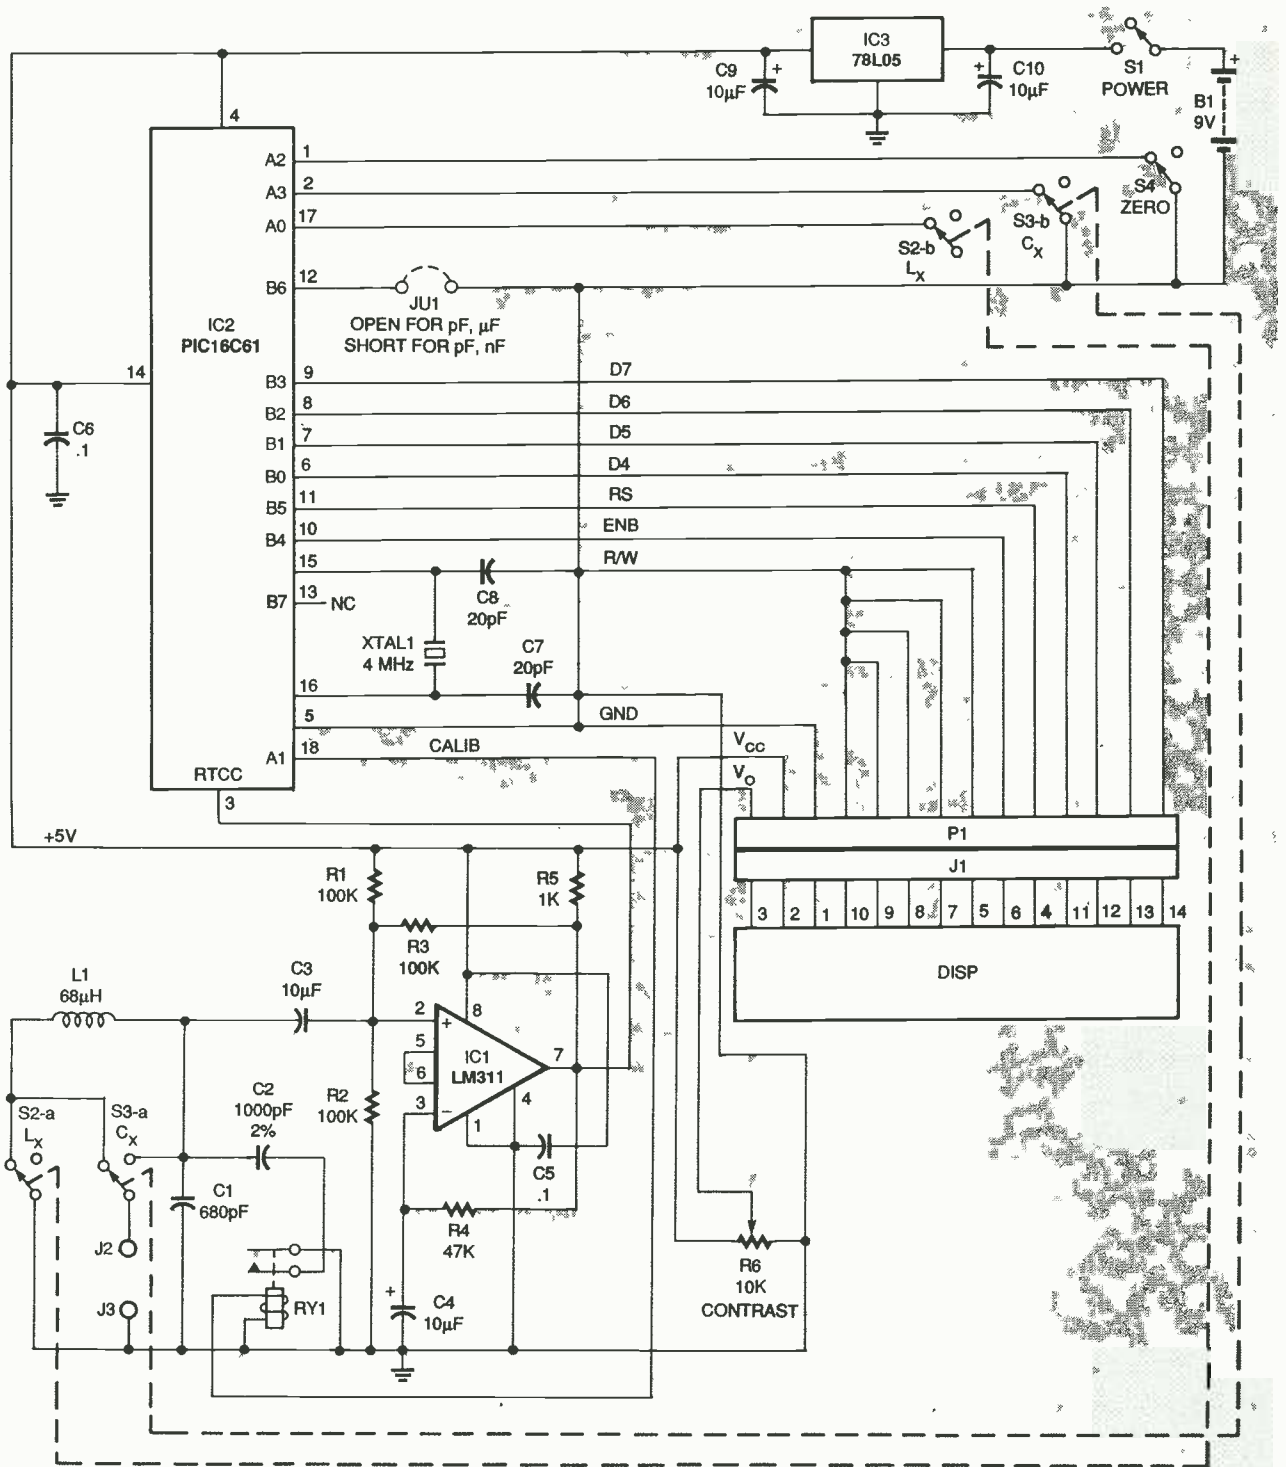 IC3
78L05
C9
10µF
+
+
C10
10µF
S1
POWER
+
B1
9V
4
A2
1
A3
2
A0
17
S4
ZERO
S3-b
C_X
S2-b
L_X
B6
12
JU1
OPEN FOR pF, µF
SHORT FOR pF, nF
IC2
PIC16C61
14
C6
.1
B3
9
D7
B2
8
D6
B1
7
D5
B0
6
D4
B5
11
RS
B4
10
ENB
15
R/W
B7
13
NC
C8
20pF
XTAL1
4 MHz
C7
20pF
16
5
GND
A1
18
CALIB
V_CC
V_O
RTCC
3
+5V
P1
J1
3 2 1 10 9 8 7 5 6 4 11 12 13 14
DISP
R1
100K
R5
1K
R3
100K
L1
68µH
C3
10µF
2
+
8
5
6
IC1
LM311
7
3
−
1
4
R2
100K
C2
1000pF
2%
S2-a
L_X
S3-a
C_X
C5
.1
C1
680pF
R4
47K
J2
J3
RY1
+
C4
10µF
R6
10K
CONTRAST